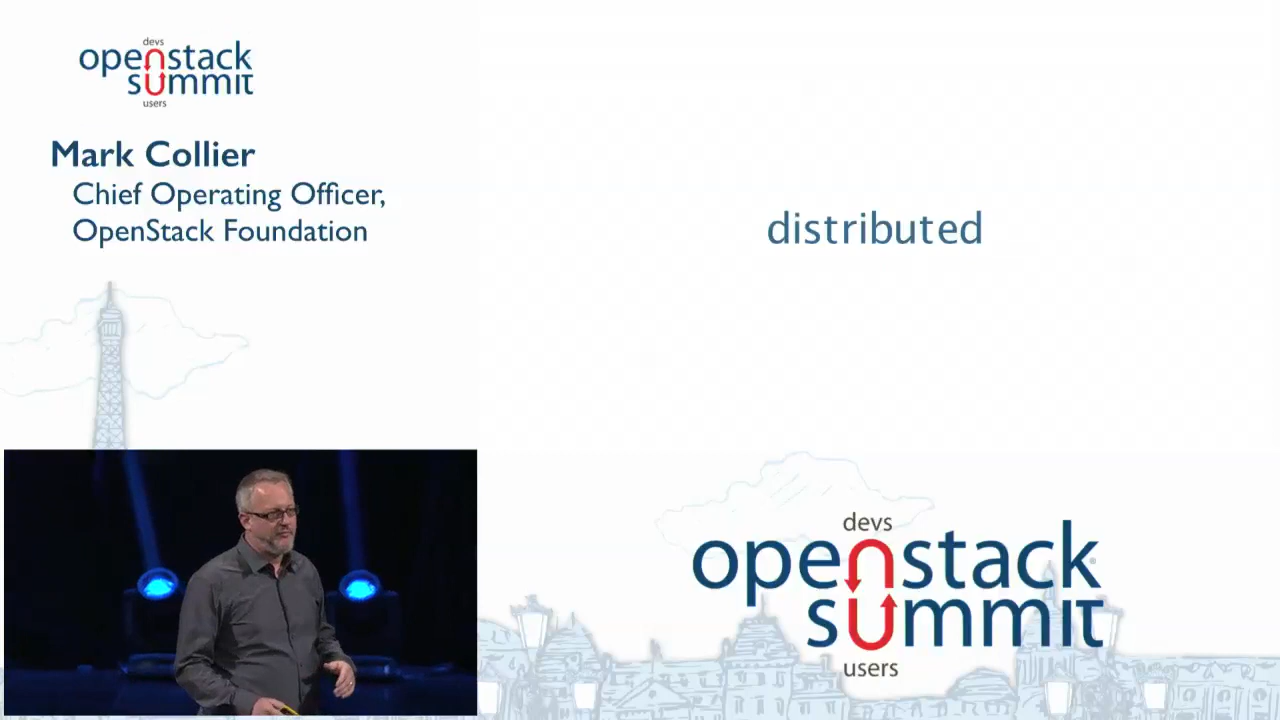 devs
openstack
summit
users
Mark Collier
Chief Operating Officer,
OpenStack Foundation
distributed
devs
openstack
summit
users